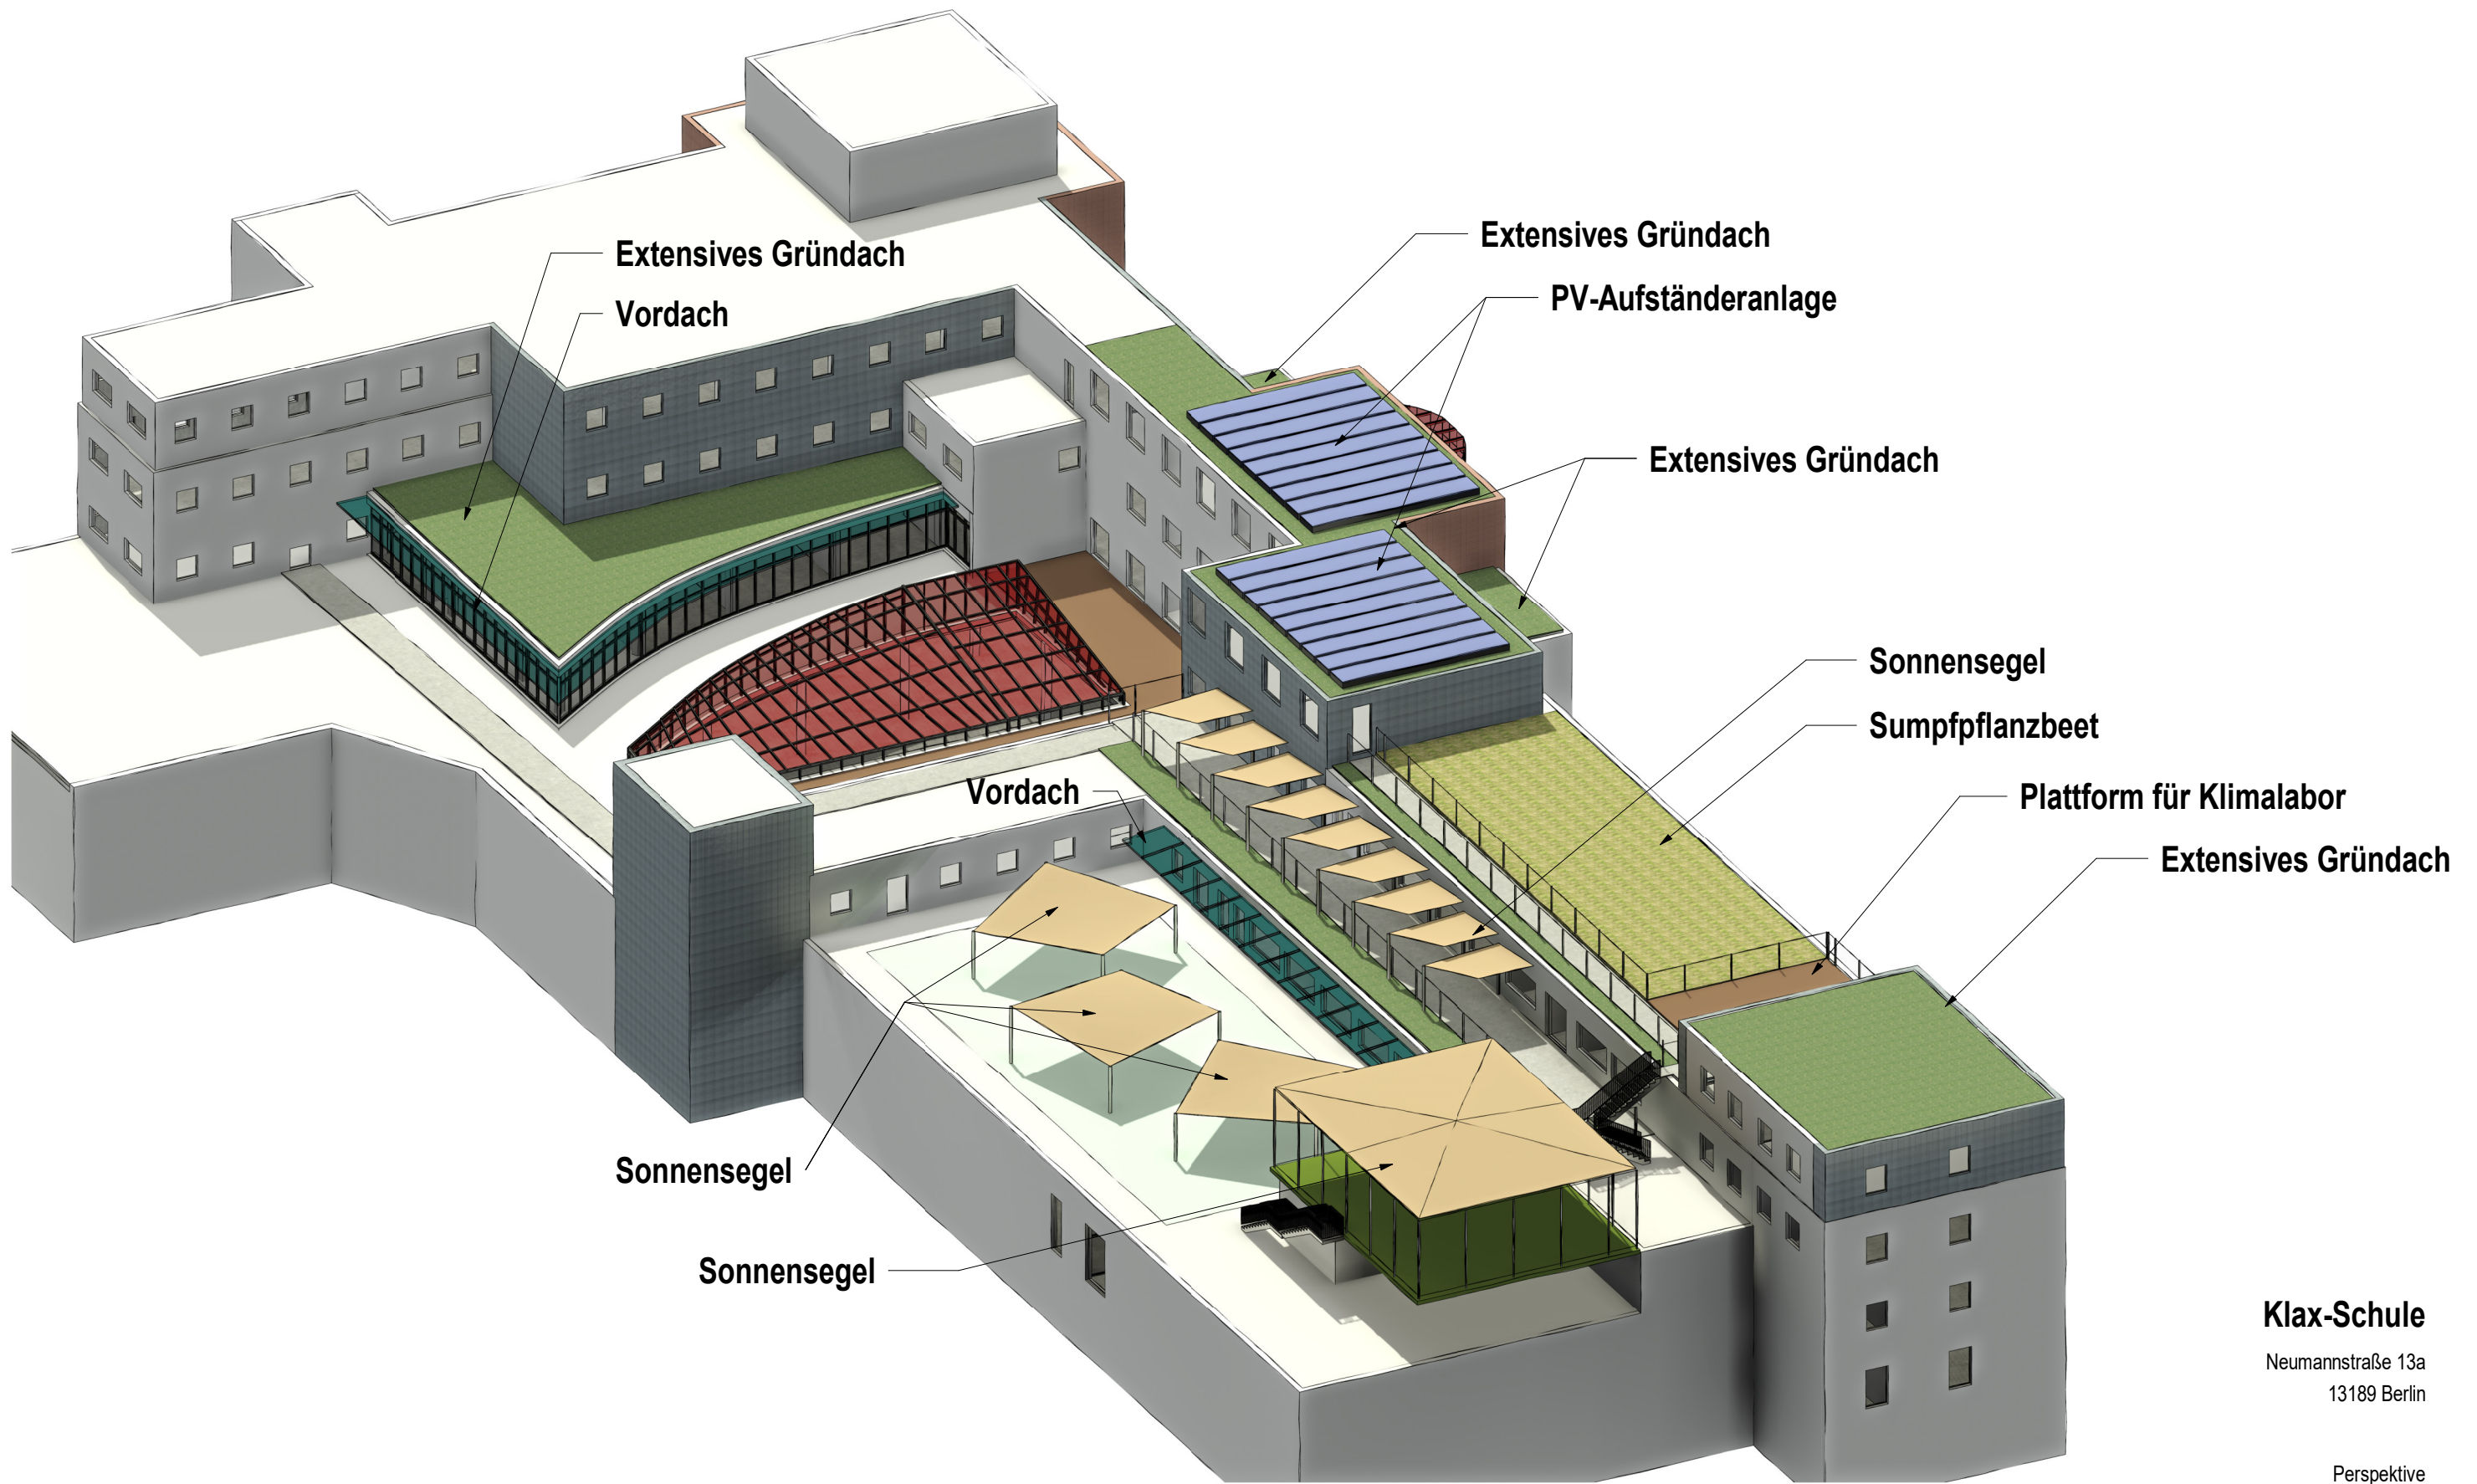 Extensives Gründach
Extensives Gründach
PV-Aufständeranlage
Vordach
Extensives Gründach
Sonnensegel
Sumpfpflanzbeet
Vordach
Plattform für Klimalabor
Extensives Gründach
Sonnensegel
Sonnensegel
Klax-Schule
Neumannstraße 13a
13189 Berlin
Perspektive